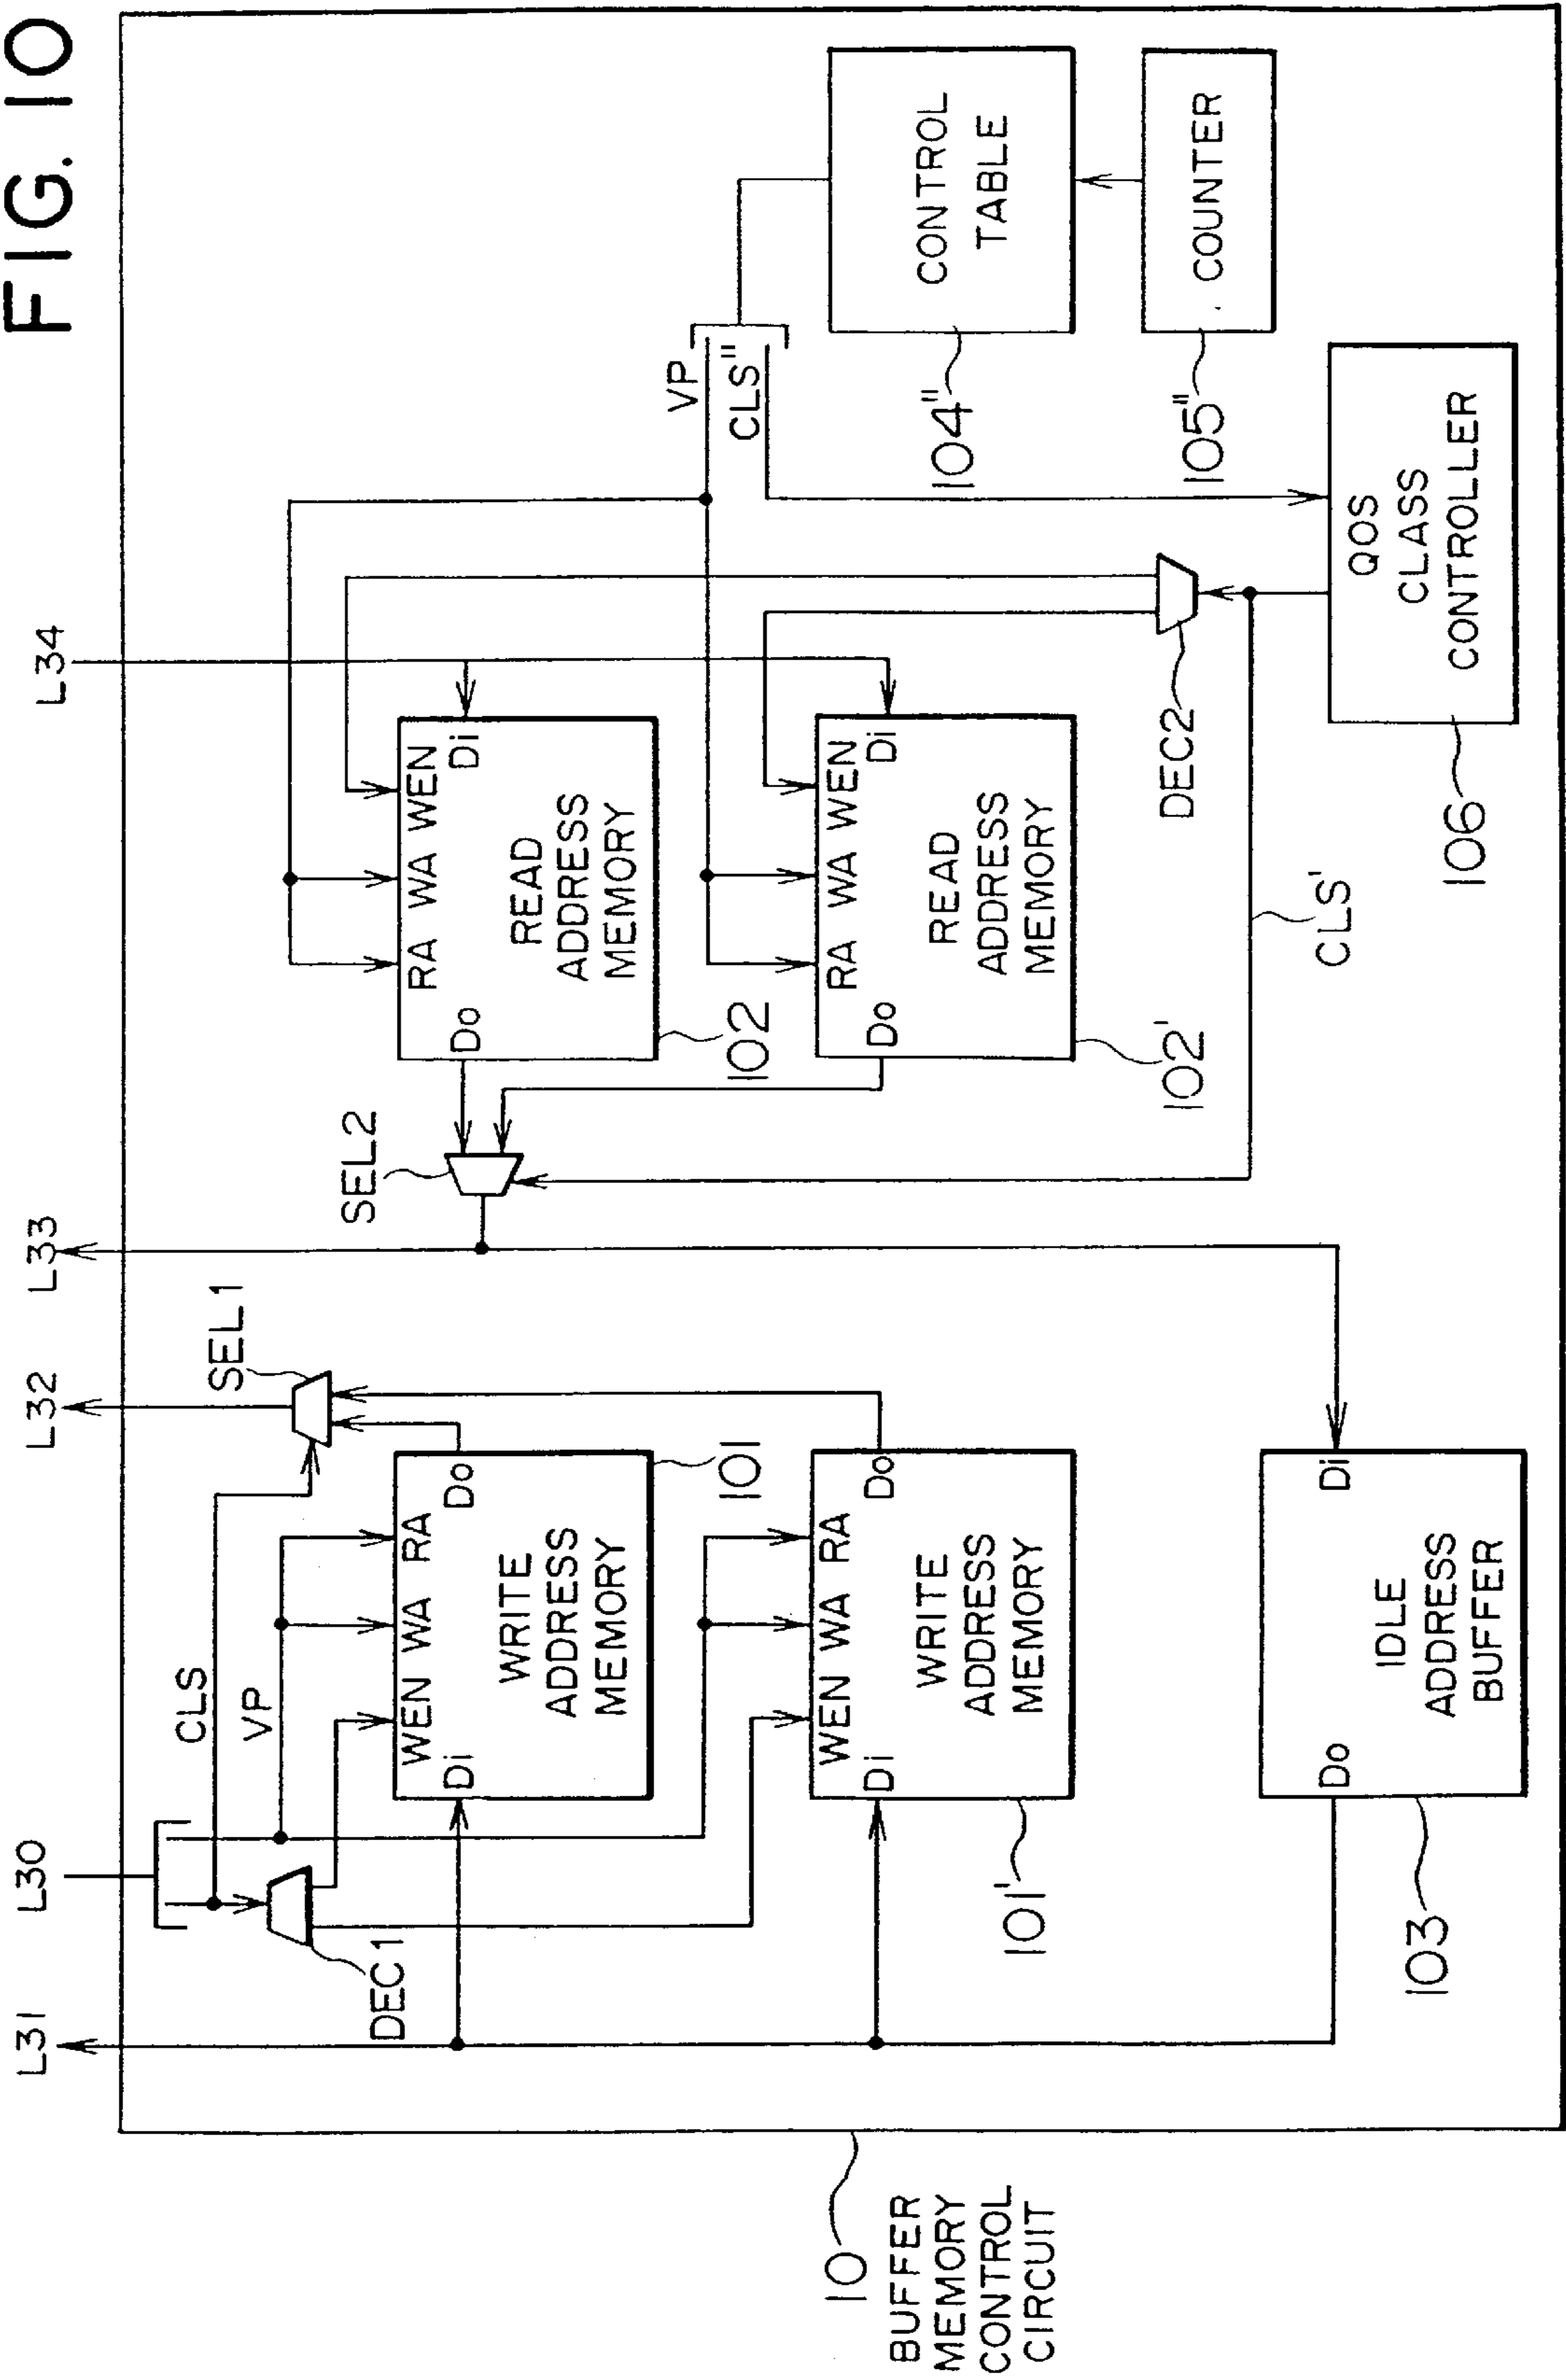 FIG. 10
L31
L30
L32
L33
L34
CLS
VP
DEC1
SEL1
SEL2
WEN WA RA
Di
Do
WRITE
ADDRESS
MEMORY
101
WEN WA RA
Di
Do
WRITE
ADDRESS
MEMORY
101'
Do
Di
IDLE
ADDRESS
BUFFER
103
RA WA WEN
Do
Di
READ
ADDRESS
MEMORY
102
RA WA WEN
Do
Di
READ
ADDRESS
MEMORY
102'
VP
CLS"
DEC2
CLS'
CONTROL
TABLE
104"
COUNTER
105"
QOS
CLASS
CONTROLLER
106
10
BUFFER
MEMORY
CONTROL
CIRCUIT